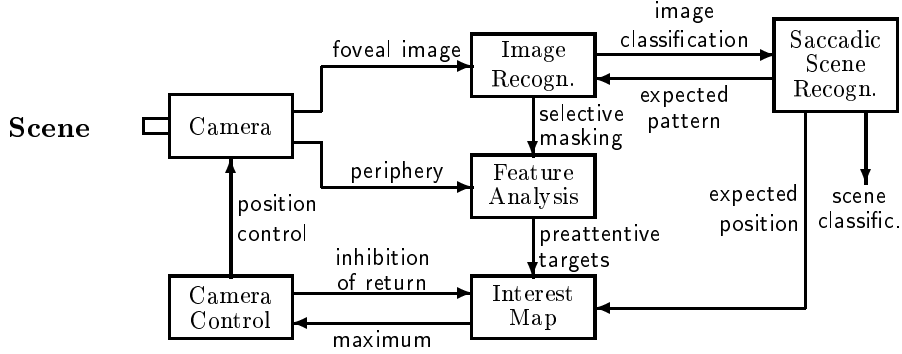 image
classification
foveal image
Image
Recogn.
Saccadic
Scene
Recogn.
expected
pattern
Scene
Camera
selective
masking
periphery
Feature
Analysis
expected
position
scene
classific.
position
control
preattentive
targets
inhibition
of return
Camera
Control
Interest
Map
maximum